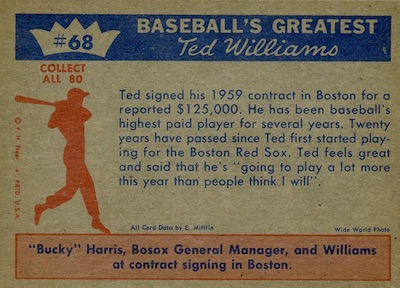 #68
BASEBALL'S GREATEST
Ted Williams
COLLECT
ALL 80
Ted signed his 1959 contract in Boston for a
reported $125,000. He has been baseball's
highest paid player for several years. Twenty
years have passed since Ted first started play-
ing for the Boston Red Sox. Ted feels great
and said that he's "going to play a lot more
this year than people think I will".
© F. H. Fleer • PRTD. U.S.A.
All Card Data by E. Mifflin
Wide World Photo
"Bucky" Harris, Bosox General Manager, and Williams
at contract signing in Boston.